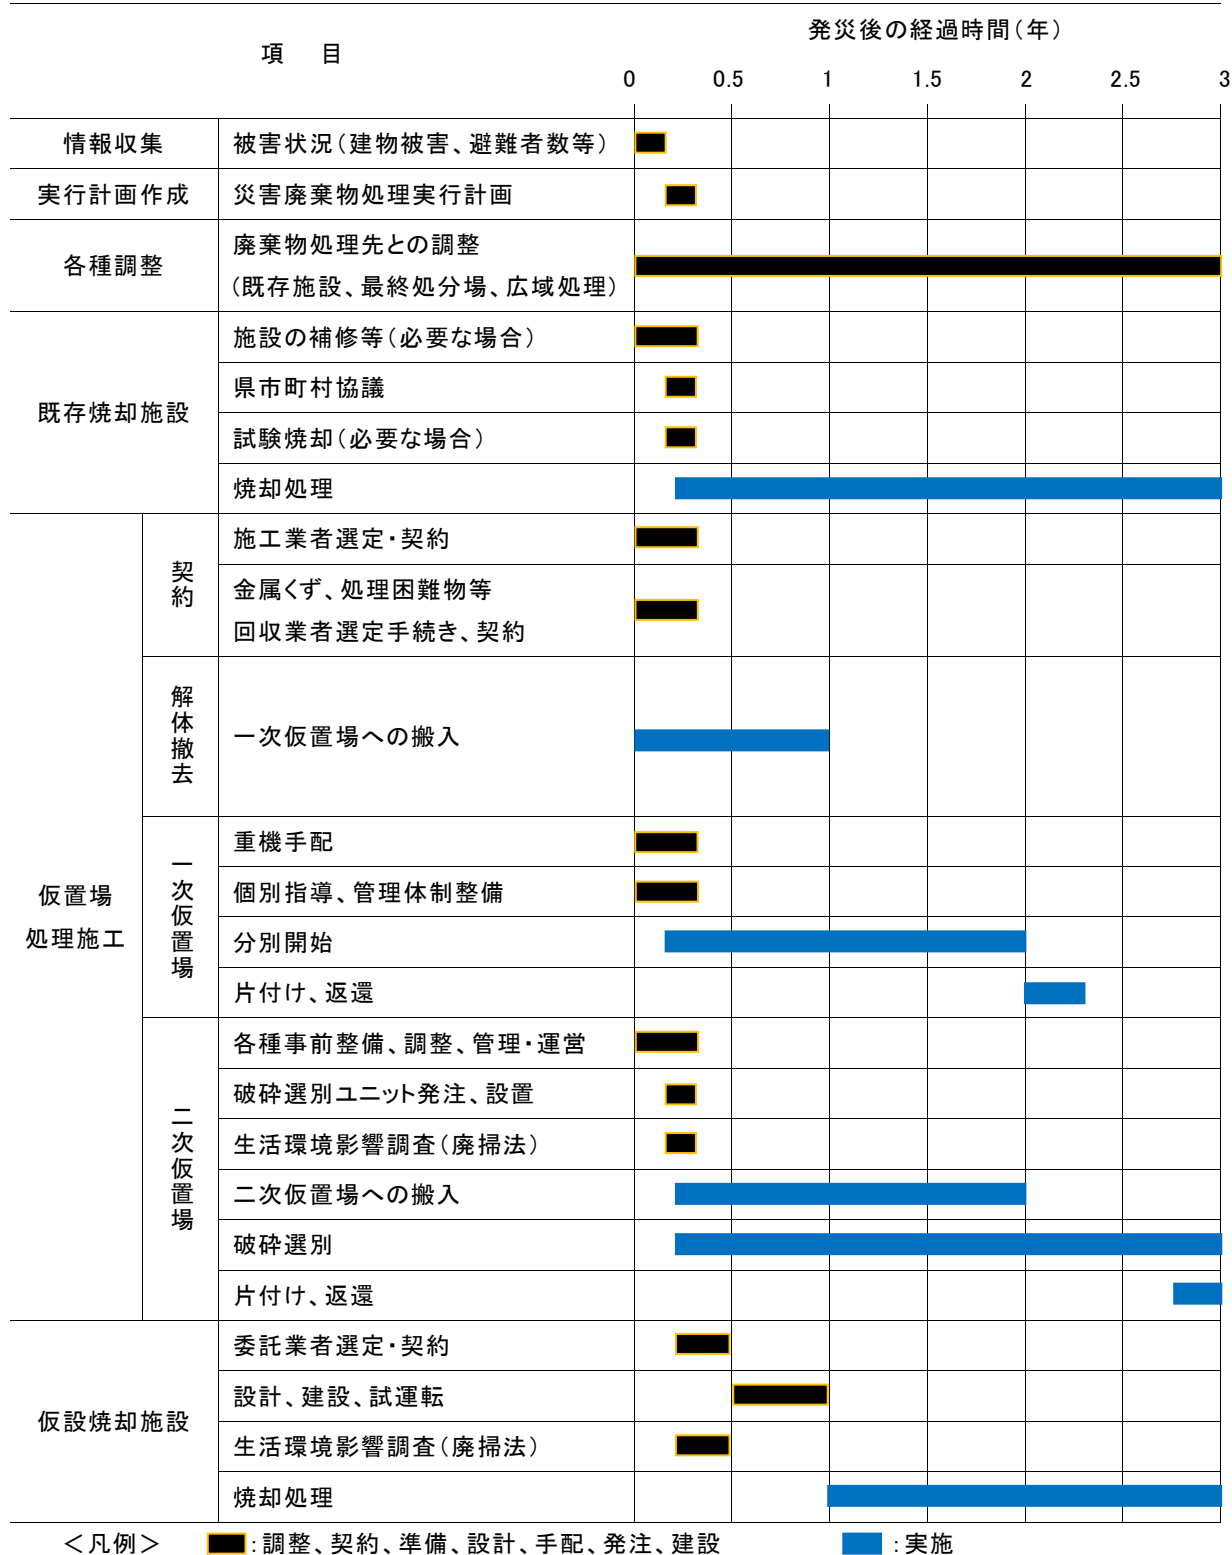 項　目
発災後の経過時間（年）
0 0.5 1 1.5 2 2.5 3
情報収集
被害状況（建物被害、避難者数等）
実行計画作成
災害廃棄物処理実行計画
各種調整
廃棄物処理先との調整
（既存施設、最終処分場、広域処理）
既存焼却施設
施設の補修等（必要な場合）
県市町村協議
試験焼却（必要な場合）
焼却処理
仮置場
処理施工
契約
施工業者選定・契約
金属くず、処理困難物等
回収業者選定手続き、契約
解体撤去
一次仮置場への搬入
一次仮置場
重機手配
個別指導、管理体制整備
分別開始
片付け、返還
二次仮置場
各種事前整備、調整、管理・運営
破砕選別ユニット発注、設置
生活環境影響調査（廃掃法）
二次仮置場への搬入
破砕選別
片付け、返還
仮設焼却施設
委託業者選定・契約
設計、建設、試運転
生活環境影響調査（廃掃法）
焼却処理
＜凡例＞ ：調整、契約、準備、設計、手配、発注、建設 ：実施